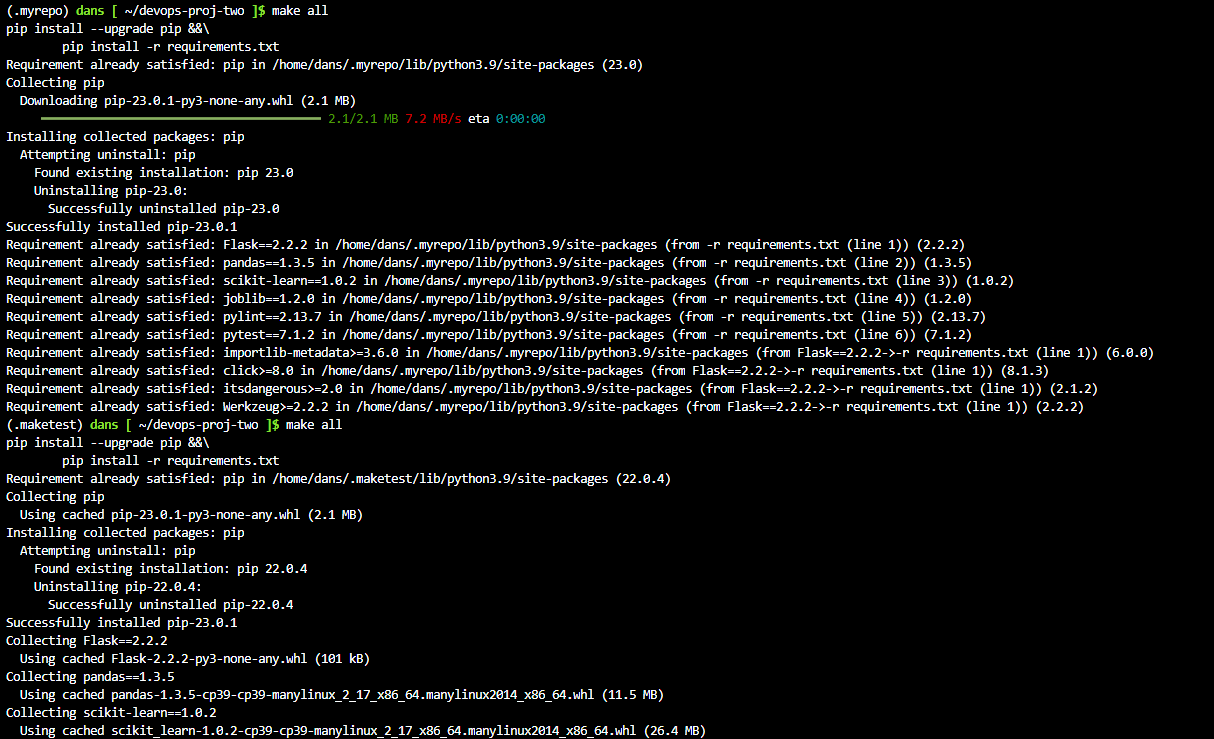 (.myrepo) dans [ ~/devops-proj-two ]$ make all
pip install --upgrade pip &&\
        pip install -r requirements.txt
Requirement already satisfied: pip in /home/dans/.myrepo/lib/python3.9/site-packages (23.0)
Collecting pip
  Downloading pip-23.0.1-py3-none-any.whl (2.1 MB)
2.1/2.1 MB 7.2 MB/s eta 0:00:00
Installing collected packages: pip
  Attempting uninstall: pip
    Found existing installation: pip 23.0
    Uninstalling pip-23.0:
      Successfully uninstalled pip-23.0
Successfully installed pip-23.0.1
Requirement already satisfied: Flask==2.2.2 in /home/dans/.myrepo/lib/python3.9/site-packages (from -r requirements.txt (line 1)) (2.2.2)
Requirement already satisfied: pandas==1.3.5 in /home/dans/.myrepo/lib/python3.9/site-packages (from -r requirements.txt (line 2)) (1.3.5)
Requirement already satisfied: scikit-learn==1.0.2 in /home/dans/.myrepo/lib/python3.9/site-packages (from -r requirements.txt (line 3)) (1.0.2)
Requirement already satisfied: joblib==1.2.0 in /home/dans/.myrepo/lib/python3.9/site-packages (from -r requirements.txt (line 4)) (1.2.0)
Requirement already satisfied: pylint==2.13.7 in /home/dans/.myrepo/lib/python3.9/site-packages (from -r requirements.txt (line 5)) (2.13.7)
Requirement already satisfied: pytest==7.1.2 in /home/dans/.myrepo/lib/python3.9/site-packages (from -r requirements.txt (line 6)) (7.1.2)
Requirement already satisfied: importlib-metadata>=3.6.0 in /home/dans/.myrepo/lib/python3.9/site-packages (from Flask==2.2.2->-r requirements.txt (line 1)) (6.0.0)
Requirement already satisfied: click>=8.0 in /home/dans/.myrepo/lib/python3.9/site-packages (from Flask==2.2.2->-r requirements.txt (line 1)) (8.1.3)
Requirement already satisfied: itsdangerous>=2.0 in /home/dans/.myrepo/lib/python3.9/site-packages (from Flask==2.2.2->-r requirements.txt (line 1)) (2.1.2)
Requirement already satisfied: Werkzeug>=2.2.2 in /home/dans/.myrepo/lib/python3.9/site-packages (from Flask==2.2.2->-r requirements.txt (line 1)) (2.2.2)
(.maketest) dans [ ~/devops-proj-two ]$ make all
pip install --upgrade pip &&\
        pip install -r requirements.txt
Requirement already satisfied: pip in /home/dans/.maketest/lib/python3.9/site-packages (22.0.4)
Collecting pip
  Using cached pip-23.0.1-py3-none-any.whl (2.1 MB)
Installing collected packages: pip
  Attempting uninstall: pip
    Found existing installation: pip 22.0.4
    Uninstalling pip-22.0.4:
      Successfully uninstalled pip-22.0.4
Successfully installed pip-23.0.1
Collecting Flask==2.2.2
  Using cached Flask-2.2.2-py3-none-any.whl (101 kB)
Collecting pandas==1.3.5
  Using cached pandas-1.3.5-cp39-cp39-manylinux_2_17_x86_64.manylinux2014_x86_64.whl (11.5 MB)
Collecting scikit-learn==1.0.2
  Using cached scikit_learn-1.0.2-cp39-cp39-manylinux_2_17_x86_64.manylinux2014_x86_64.whl (26.4 MB)